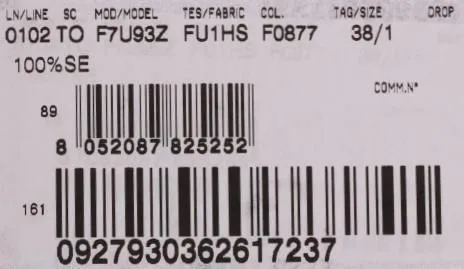 LN/LINE SC MOD/MODEL TES/FABRIC COL. TAG/SIZE DROP
0102 TO F7U93Z FU1HS F0877 38/1
100%SE
COMM.N°
89
8 052087 825252
161
0927930362617237